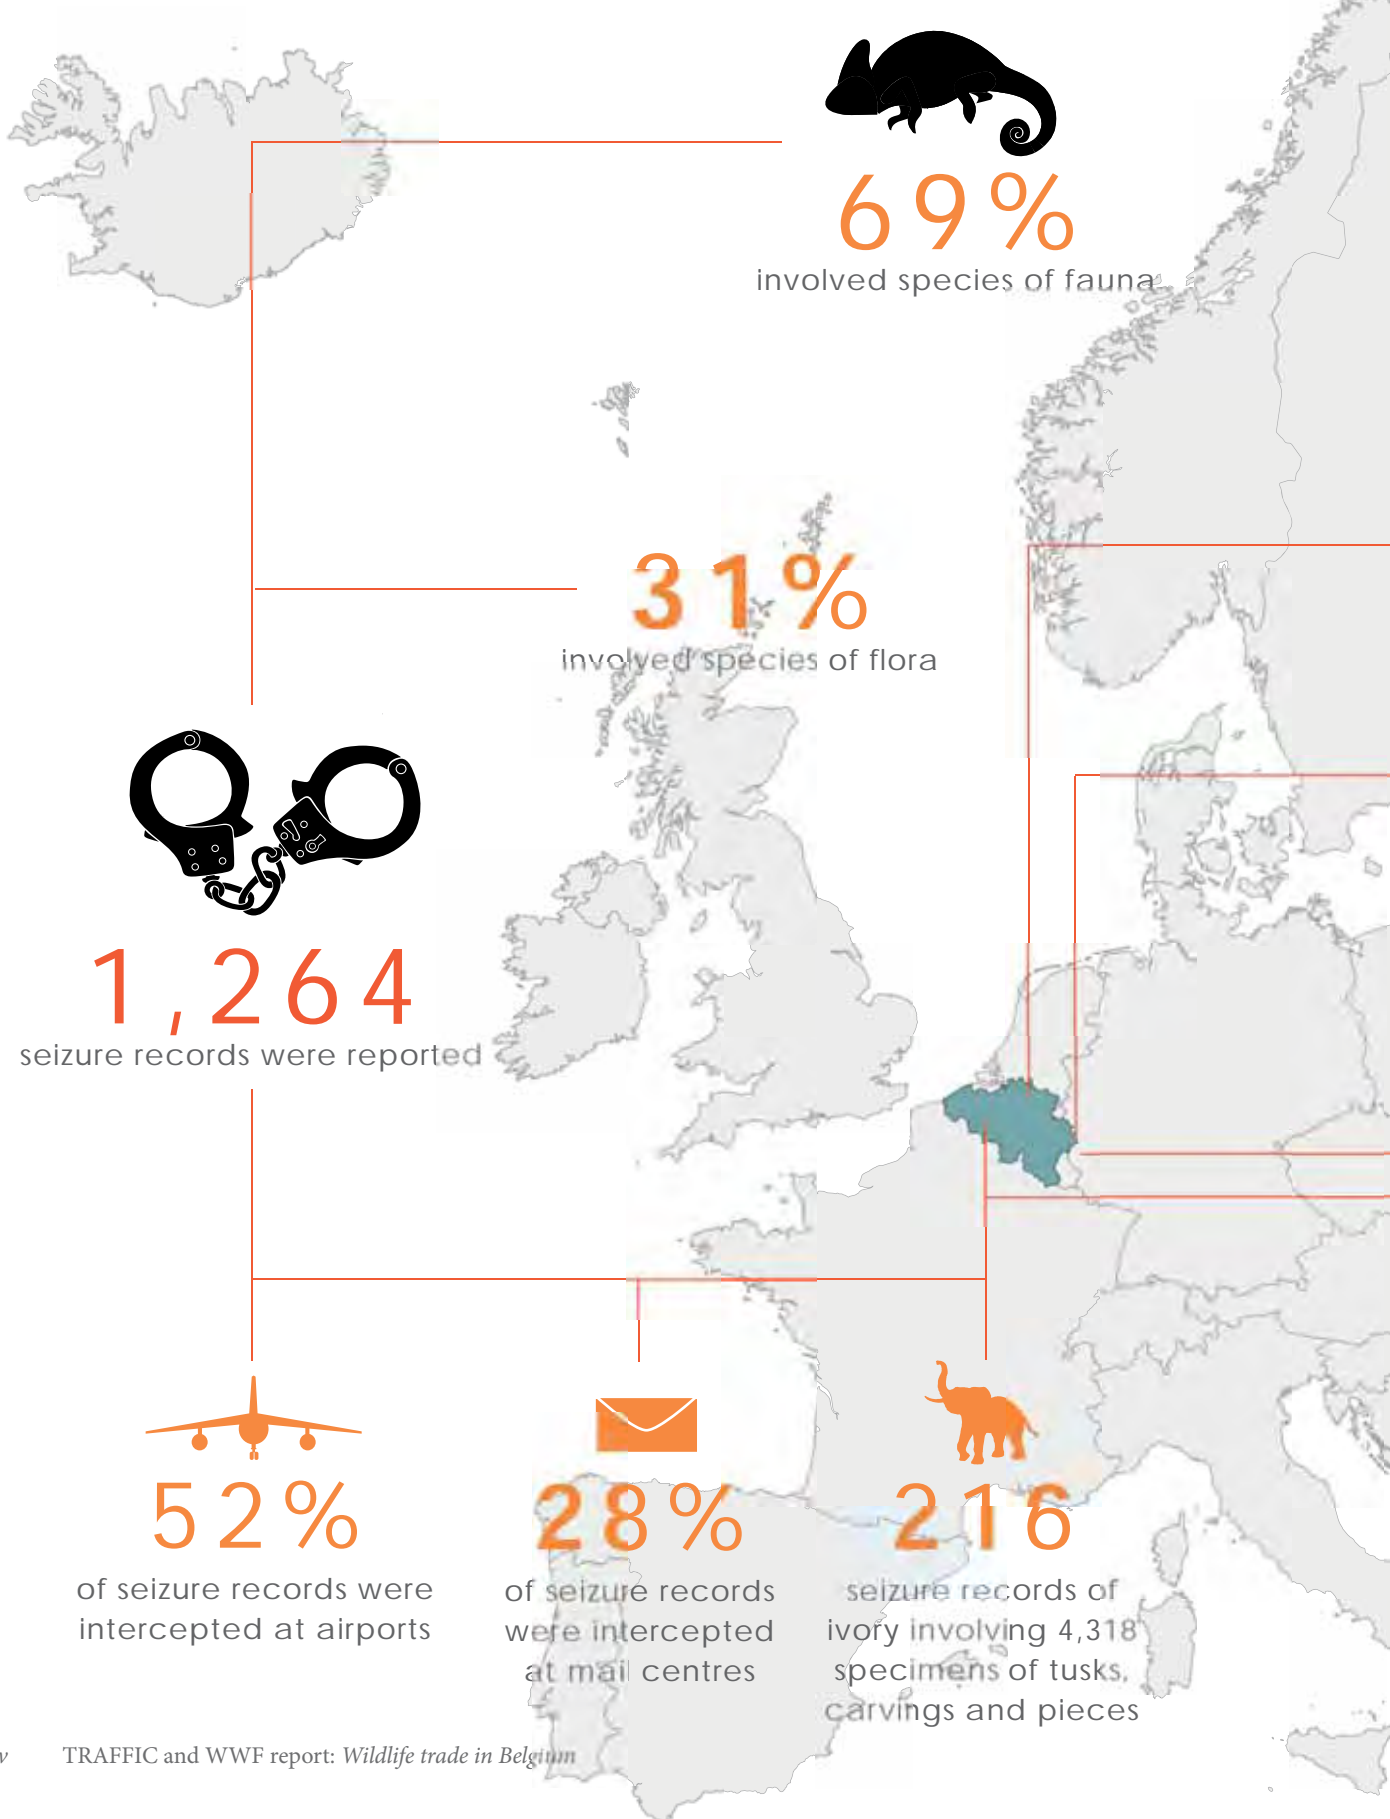 69%
involved species of fauna
31%
involved species of flora
1,264
seizure records were reported
52%
of seizure records were
intercepted at airports
28%
of seizure records
were intercepted
at mail centres
216
seizure records of
ivory involving 4,318
specimens of tusks,
carvings and pieces
v TRAFFIC and WWF report: Wildlife trade in Belgium